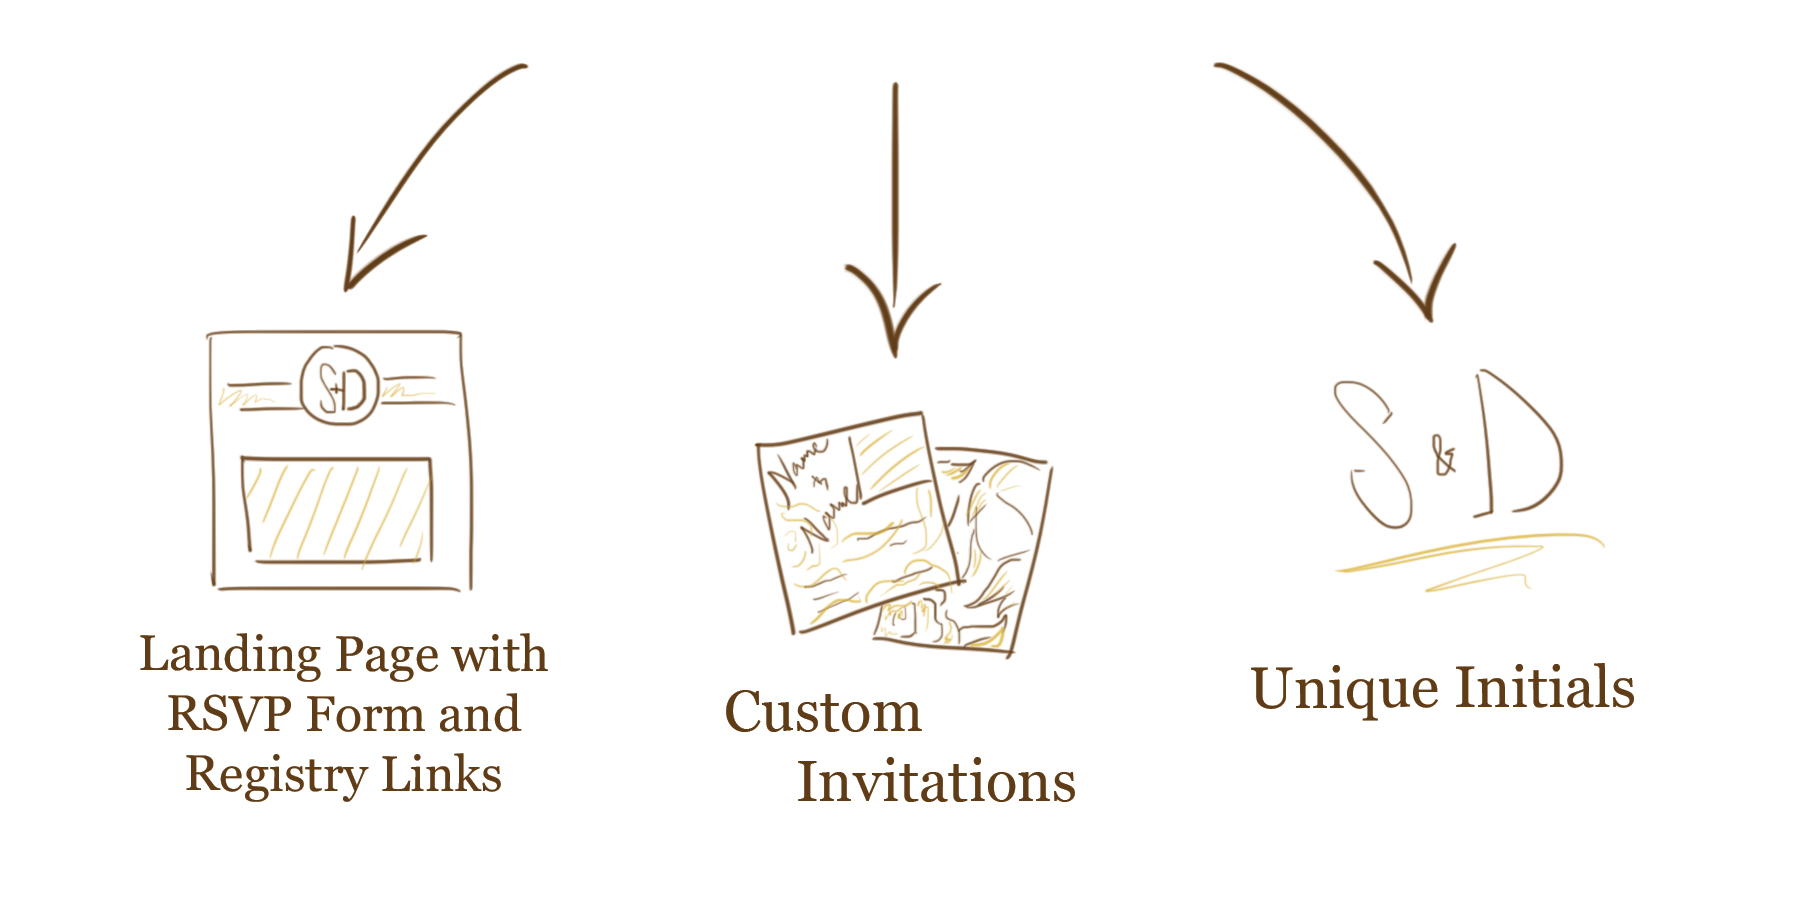 S+D
Landing Page with
RSVP Form and
Registry Links
Name
&
Name
Custom
Invitations
S & D
Unique Initials